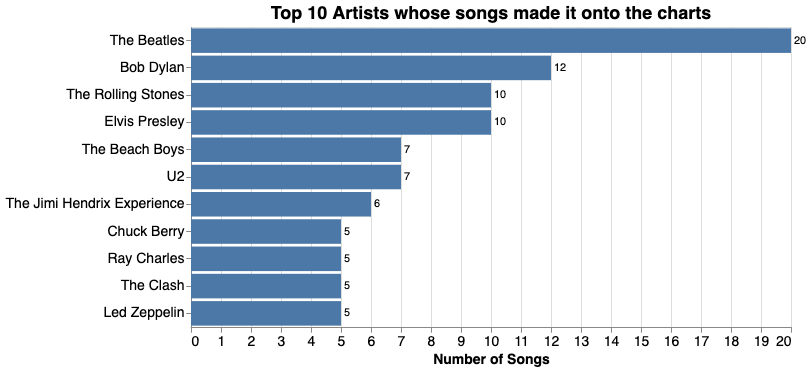 Top 10 Artists whose songs made it onto the charts
The Beatles 20
Bob Dylan 12
The Rolling Stones 10
Elvis Presley 10
The Beach Boys 7
U2 7
The Jimi Hendrix Experience 6
Chuck Berry 5
Ray Charles 5
The Clash 5
Led Zeppelin 5
0 1 2 3 4 5 6 7 8 9 10 11 12 13 14 15 16 17 18 19 20
Number of Songs